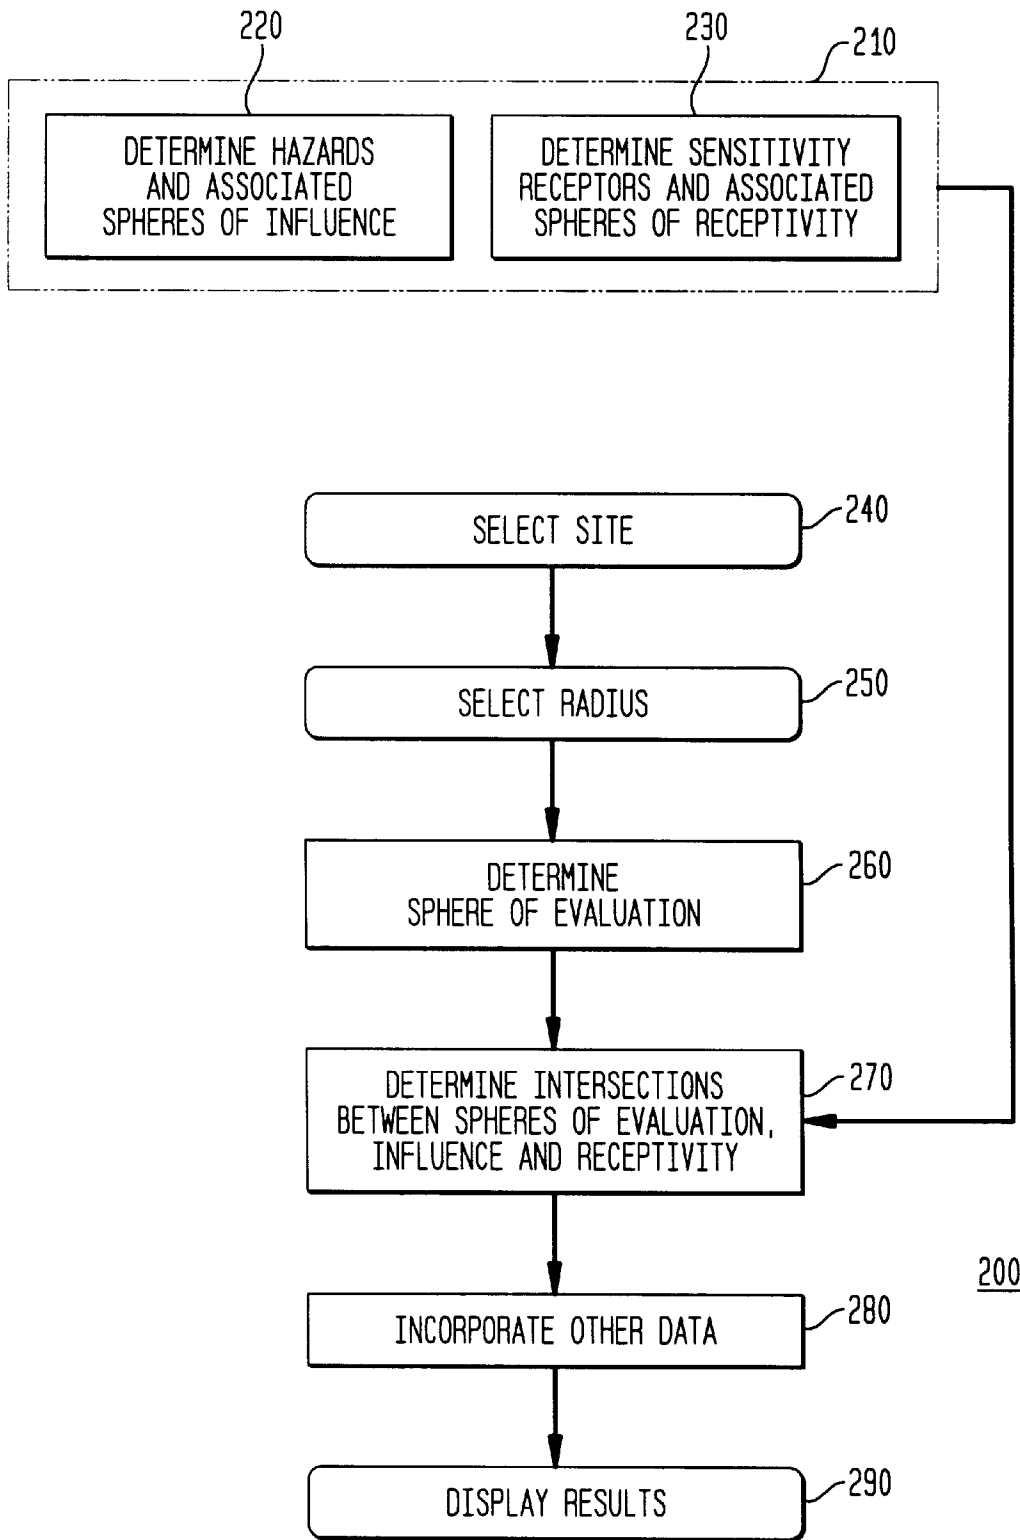 220
230
210
DETERMINE HAZARDS
AND ASSOCIATED
SPHERES OF INFLUENCE
DETERMINE SENSITIVITY
RECEPTORS AND ASSOCIATED
SPHERES OF RECEPTIVITY
SELECT SITE
240
SELECT RADIUS
250
DETERMINE
SPHERE OF EVALUATION
260
DETERMINE INTERSECTIONS
BETWEEN SPHERES OF EVALUATION,
INFLUENCE AND RECEPTIVITY
270
200
INCORPORATE OTHER DATA
280
DISPLAY RESULTS
290